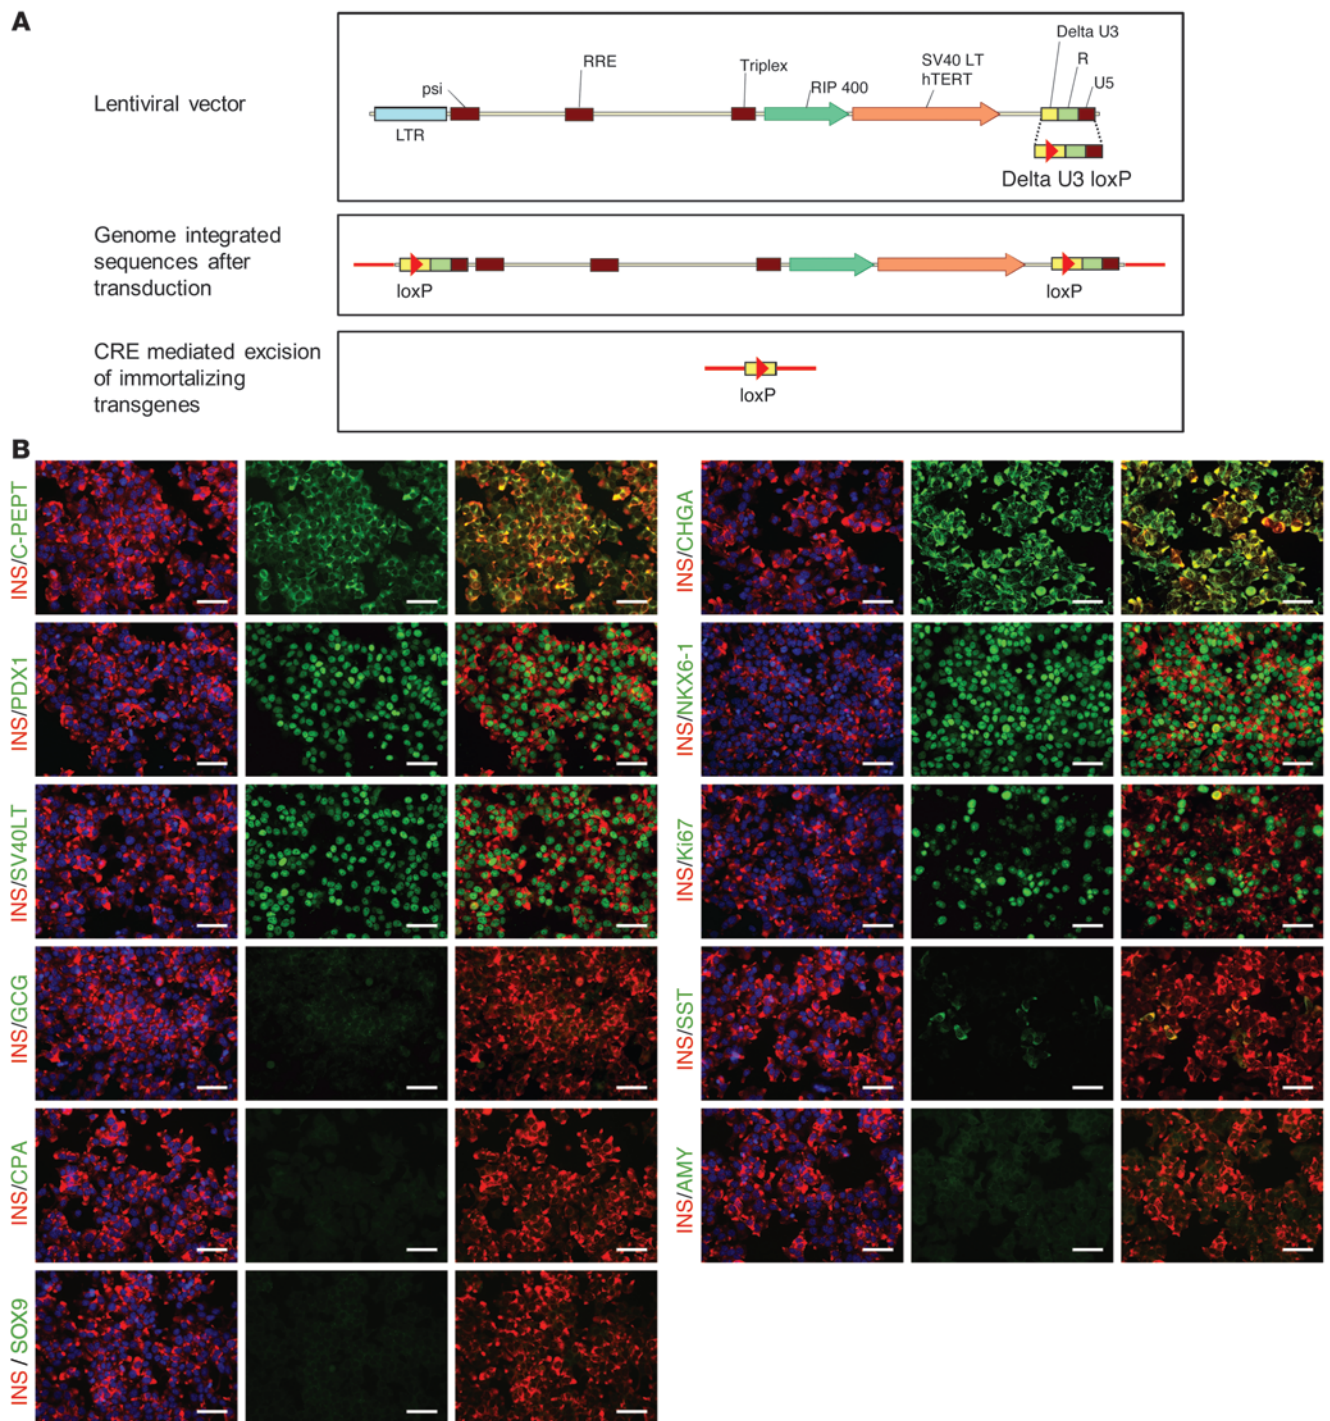 A
Lentiviral vector
psi
RRE
Triplex
RIP 400
SV40 LT
hTERT
Delta U3
R
U5
LTR
Delta U3 loxP
Genome integrated
sequences after
transduction
loxP
loxP
CRE mediated excision
of immortalizing
transgenes
loxP
B
INS/C-PEPT
INS/CHGA
INS/PDX1
INS/NKX6-1
INS/SV40LT
INS/Ki67
INS/GCG
INS/SST
INS/CPA
INS/AMY
INS / SOX9